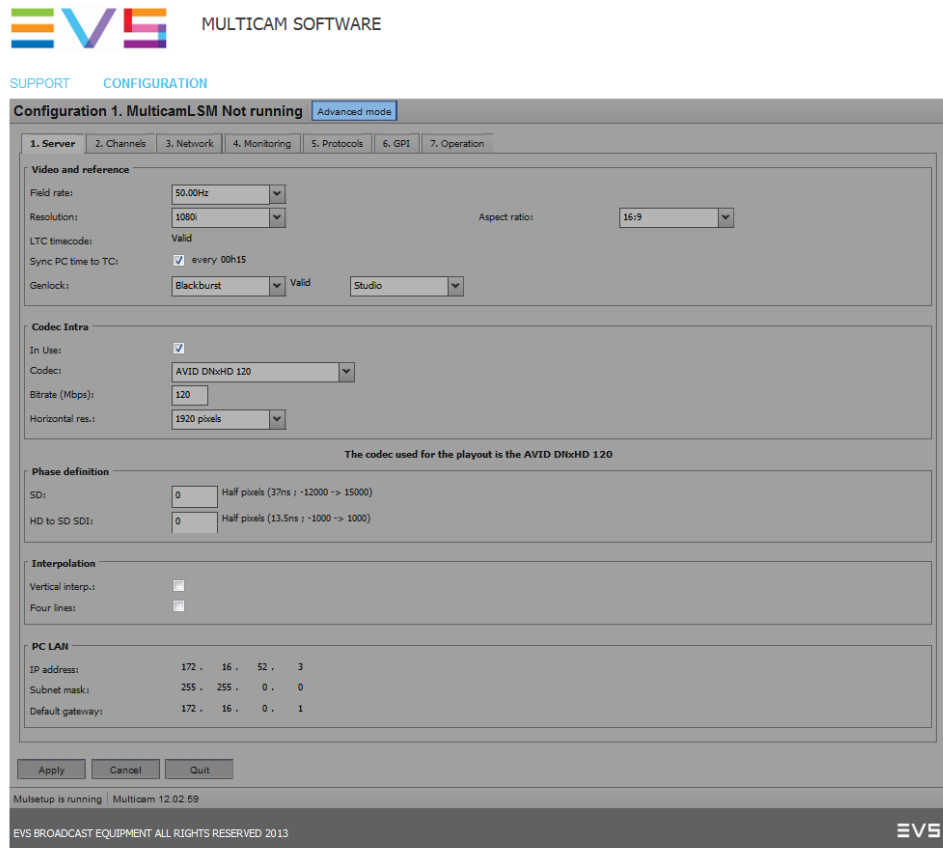 EVS MULTICAM SOFTWARE
SUPPORT CONFIGURATION
Configuration 1. MulticamLSM Not running Advanced mode
1. Server 2. Channels 3. Network 4. Monitoring 5. Protocols 6. GPI 7. Operation
Video and reference
Field rate: 50.00Hz
Resolution: 1080i Aspect ratio: 16:9
LTC timecode: Valid
Sync PC time to TC: every 00h15
Genlock: Blackburst Valid Studio
Codec Intra
In Use:
Codec: AVID DNxHD 120
Bitrate (Mbps): 120
Horizontal res.: 1920 pixels
The codec used for the playout is the AVID DNxHD 120
Phase definition
SD: 0 Half pixels (37ns ; -12000 -> 15000)
HD to SD SDI: 0 Half pixels (13.5ns ; -1000 -> 1000)
Interpolation
Vertical interp.:
Four lines:
PC LAN
IP address: 172 . 16 . 52 . 3
Subnet mask: 255 . 255 . 0 . 0
Default gateway: 172 . 16 . 0 . 1
Apply Cancel Quit
Mulsetup is running Multicam 12.02.59
EVS BROADCAST EQUIPMENT ALL RIGHTS RESERVED 2013 EVS